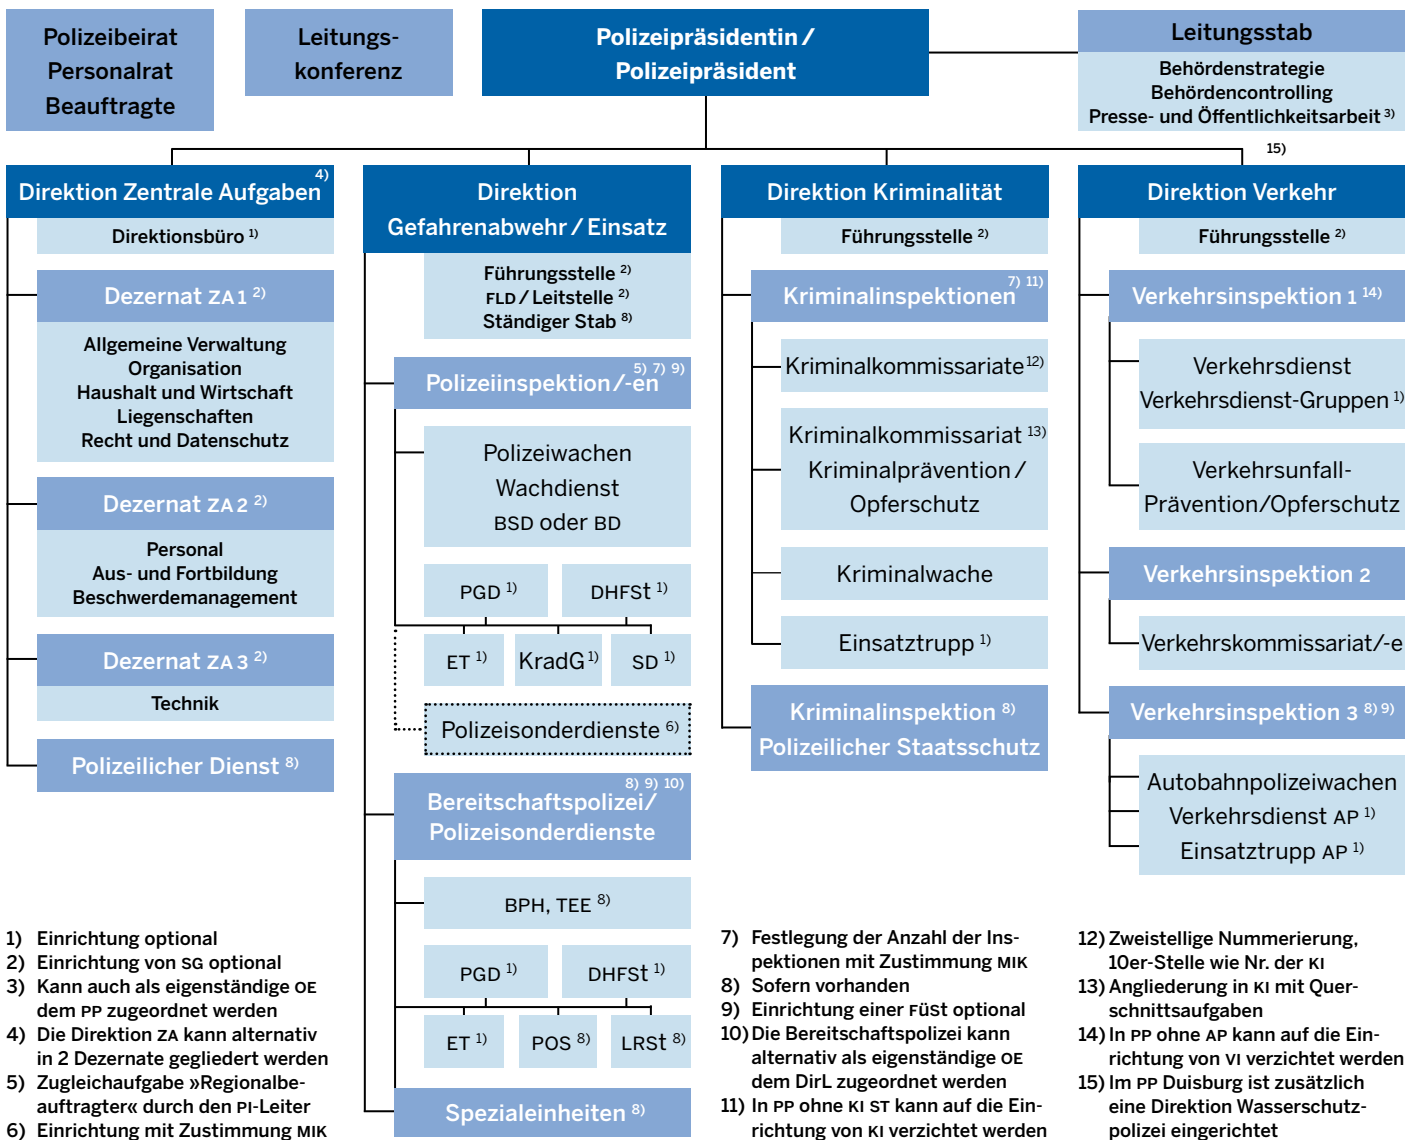 Polizeibeirat
Personalrat
Beauftragte
Leitungs-
konferenz
Polizeipräsidentin /
Polizeipräsident
Leitungsstab
Behördenstrategie
Behördencontrolling
Presse- und Öffentlichkeitsarbeit 3)
15)
Direktion Zentrale Aufgaben 4)
Direktionsbüro 1)
Dezernat ZA 1 2)
Allgemeine Verwaltung
Organisation
Haushalt und Wirtschaft
Liegenschaften
Recht und Datenschutz
Dezernat ZA 2 2)
Personal
Aus- und Fortbildung
Beschwerdemanagement
Dezernat ZA 3 2)
Technik
Polizeilicher Dienst 8)
Direktion
Gefahrenabwehr / Einsatz
Führungsstelle 2)
FLD / Leitstelle 2)
Ständiger Stab 8)
Polizeiinspektion /-en 5) 7) 9)
Polizeiwachen
Wachdienst
BSD oder BD
PGD 1)
DHFSt 1)
ET 1)
KradG 1)
SD 1)
Polizeisonderdienste 6)
Bereitschaftspolizei/ 8) 9) 10)
Polizeisonderdienste
BPH, TEE 8)
PGD 1)
DHFSt 1)
ET 1)
POS 8)
LRSt 8)
Spezialeinheiten 8)
Direktion Kriminalität
Führungsstelle 2)
Kriminalinspektionen 7) 11)
Kriminalkommissariate 12)
Kriminalkommissariat 13)
Kriminalprävention /
Opferschutz
Kriminalwache
Einsatztrupp 1)
Kriminalinspektion 8)
Polizeilicher Staatsschutz
Direktion Verkehr
Führungsstelle 2)
Verkehrsinspektion 1 14)
Verkehrsdienst
Verkehrsdienst-Gruppen 1)
Verkehrsunfall-
Prävention/Opferschutz
Verkehrsinspektion 2
Verkehrskommissariat/-e
Verkehrsinspektion 3 8) 9)
Autobahnpolizeiwachen
Verkehrsdienst AP 1)
Einsatztrupp AP 1)
1) Einrichtung optional
2) Einrichtung von SG optional
3) Kann auch als eigenständige OE
dem PP zugeordnet werden
4) Die Direktion ZA kann alternativ
in 2 Dezernate gegliedert werden
5) Zugleichaufgabe »Regionalbe-
auftragter« durch den PI-Leiter
6) Einrichtung mit Zustimmung MIK
7) Festlegung der Anzahl der Ins-
pektionen mit Zustimmung MIK
8) Sofern vorhanden
9) Einrichtung einer FÜST optional
10) Die Bereitschaftspolizei kann
alternativ als eigenständige OE
dem DirL zugeordnet werden
11) In PP ohne KI ST kann auf die Ein-
richtung von KI verzichtet werden
12) Zweistellige Nummerierung,
10er-Stelle wie Nr. der KI
13) Angliederung in KI mit Quer-
schnittsaufgaben
14) In PP ohne AP kann auf die Ein-
richtung von VI verzichtet werden
15) Im PP Duisburg ist zusätzlich
eine Direktion Wasserschutz-
polizei eingerichtet